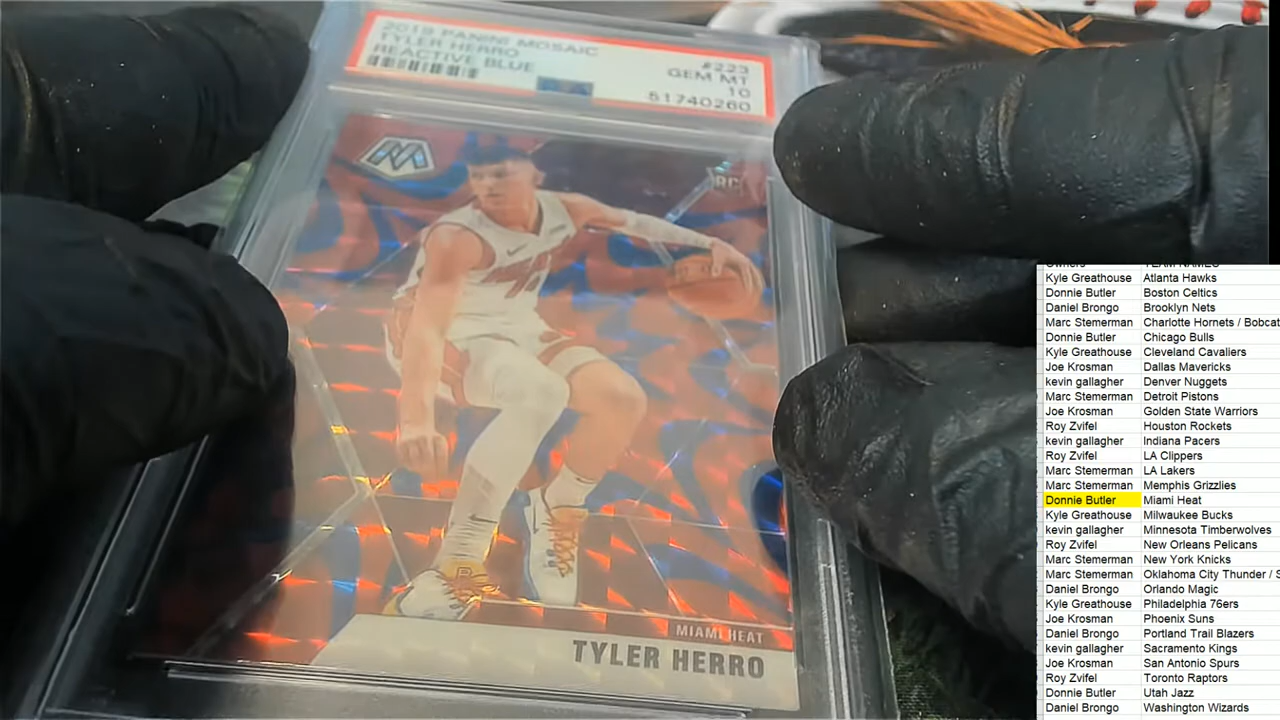 2019 PANINI MOSAIC
TYLER HERRO
REACTIVE BLUE
#223
GEM MT
10
51740260
RC
MIAMI HEAT
TYLER HERRO
Kyle Greathouse Atlanta Hawks
Donnie Butler Boston Celtics
Daniel Brongo Brooklyn Nets
Marc Stemerman Charlotte Hornets / Bobcat
Donnie Butler Chicago Bulls
Kyle Greathouse Cleveland Cavaliers
Joe Krosman Dallas Mavericks
kevin gallagher Denver Nuggets
Marc Stemerman Detroit Pistons
Joe Krosman Golden State Warriors
Roy Zvifel Houston Rockets
kevin gallagher Indiana Pacers
Roy Zvifel LA Clippers
Marc Stemerman LA Lakers
Marc Stemerman Memphis Grizzlies
Donnie Butler Miami Heat
Kyle Greathouse Milwaukee Bucks
kevin gallagher Minnesota Timberwolves
Roy Zvifel New Orleans Pelicans
Marc Stemerman New York Knicks
Marc Stemerman Oklahoma City Thunder / S
Daniel Brongo Orlando Magic
Kyle Greathouse Philadelphia 76ers
Joe Krosman Phoenix Suns
Daniel Brongo Portland Trail Blazers
kevin gallagher Sacramento Kings
Joe Krosman San Antonio Spurs
Roy Zvifel Toronto Raptors
Donnie Butler Utah Jazz
Daniel Brongo Washington Wizards